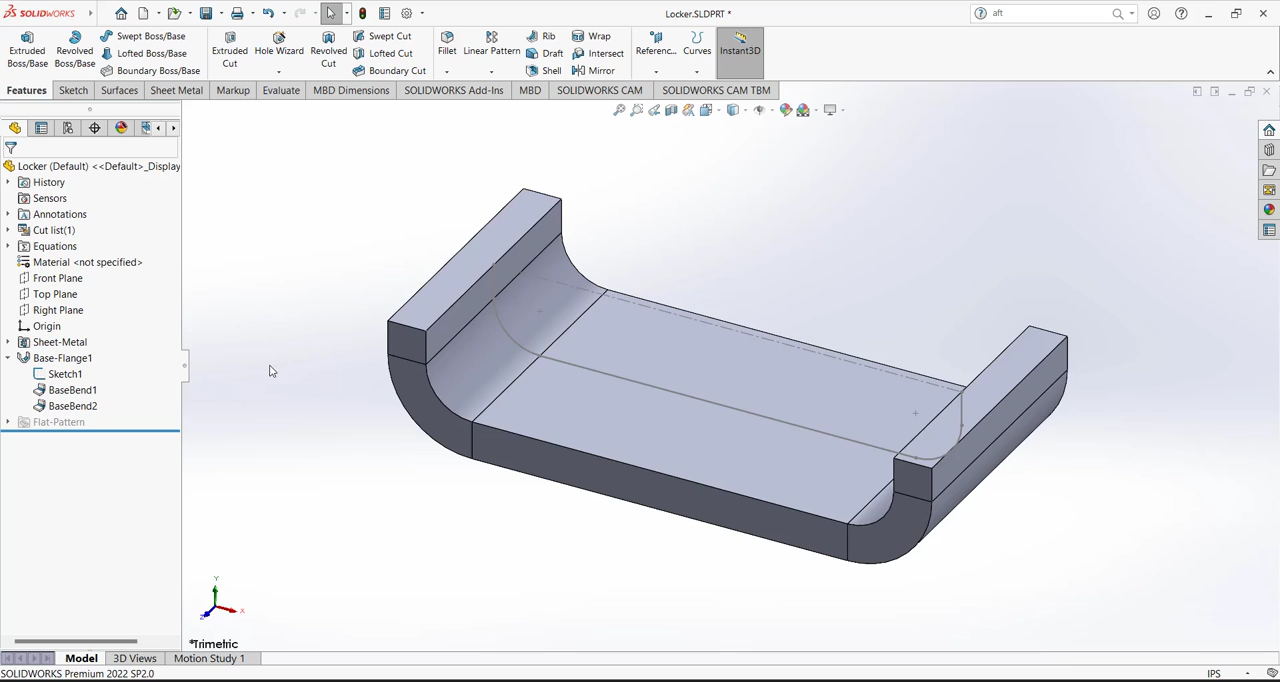 SOLIDWORKS
Locker.SLDPRT *
aft
Extruded Boss/Base
Revolved Boss/Base
Swept Boss/Base
Lofted Boss/Base
Boundary Boss/Base
Extruded Cut
Hole Wizard
Revolved Cut
Swept Cut
Lofted Cut
Boundary Cut
Fillet
Linear Pattern
Rib
Draft
Shell
Wrap
Intersect
Mirror
Referenc...
Curves
Instant3D
Features
Sketch
Surfaces
Sheet Metal
Markup
Evaluate
MBD Dimensions
SOLIDWORKS Add-Ins
MBD
SOLIDWORKS CAM
SOLIDWORKS CAM TBM
Locker (Default) <<Default>_Display
History
Sensors
Annotations
Cut list(1)
Equations
Material <not specified>
Front Plane
Top Plane
Right Plane
Origin
Sheet-Metal
Base-Flange1
Sketch1
BaseBend1
BaseBend2
Flat-Pattern
Y
X
Z
*Trimetric
Model
3D Views
Motion Study 1
SOLIDWORKS Premium 2022 SP2.0
IPS